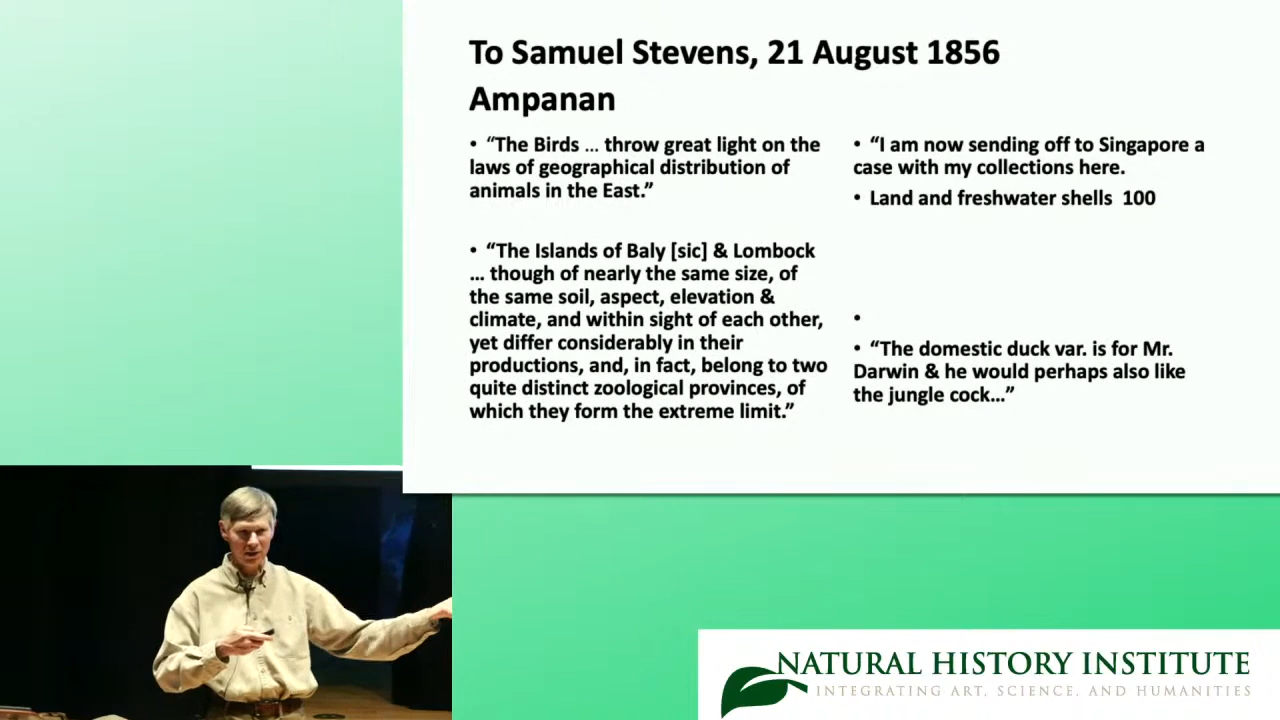 To Samuel Stevens, 21 August 1856
Ampanan
• “The Birds … throw great light on the
laws of geographical distribution of
animals in the East.”
• “The Islands of Baly [sic] & Lombock
… though of nearly the same size, of
the same soil, aspect, elevation &
climate, and within sight of each other,
yet differ considerably in their
productions, and, in fact, belong to two
quite distinct zoological provinces, of
which they form the extreme limit.”
• “I am now sending off to Singapore a
case with my collections here.
• Land and freshwater shells 100
•
• “The domestic duck var. is for Mr.
Darwin & he would perhaps also like
the jungle cock…”
NATURAL HISTORY INSTITUTE
INTEGRATING ART, SCIENCE, AND HUMANITIES